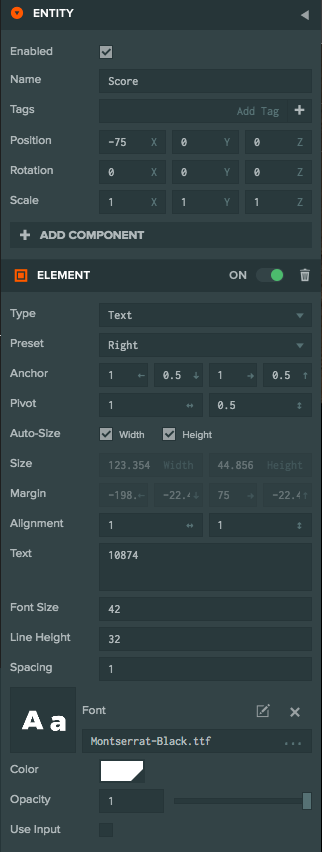 ENTITY
Enabled
Name Score
Tags Add Tag +
Position -75 X 0 Y 0 Z
Rotation 0 X 0 Y 0 Z
Scale 1 X 1 Y 1 Z
+ ADD COMPONENT
ELEMENT ON
Type Text
Preset Right
Anchor 1 ← 0.5 ↓ 1 → 0.5 ↑
Pivot 1 ↔ 0.5 ↕
Auto-Size Width Height
Size 123.354 Width 44.856 Height
Margin -198. ← -22.4 ↓ 75 → -22.4 ↑
Alignment 1 ↔ 1 ↕
Text 10874
Font Size 42
Line Height 32
Spacing 1
Aa Font
Montserrat-Black.ttf ...
Color
Opacity 1
Use Input